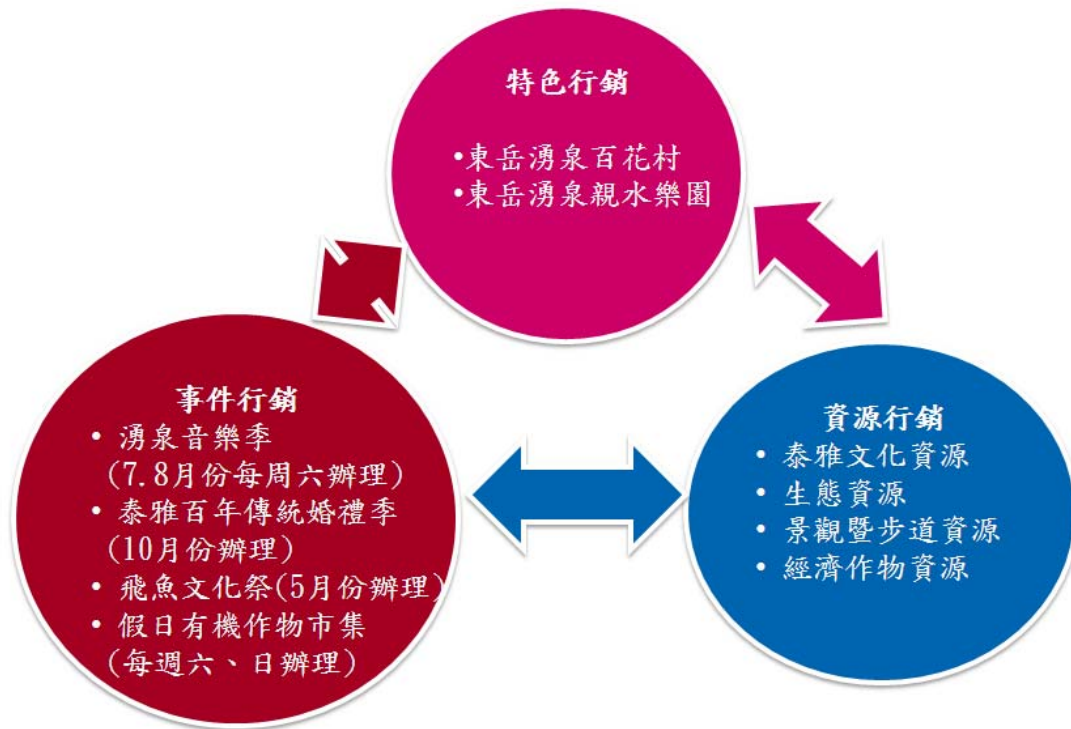 特色行銷
•東岳湧泉百花村
•東岳湧泉親水樂園
事件行銷
• 湧泉音樂季
(7.8月份每周六辦理)
• 泰雅百年傳統婚禮季
(10月份辦理)
• 飛魚文化祭(5月份辦理)
• 假日有機作物市集
(每週六、日辦理)
資源行銷
• 泰雅文化資源
• 生態資源
• 景觀暨步道資源
• 經濟作物資源